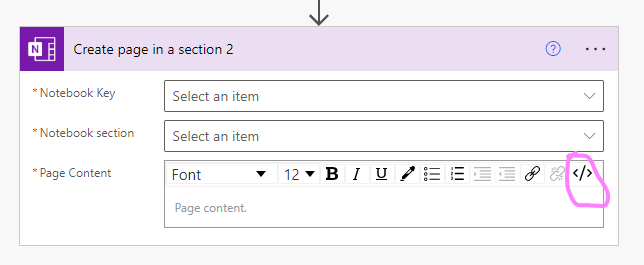 N Create page in a section 2
* Notebook Key Select an item
* Notebook section Select an item
* Page Content Font 12 B I U </>
Page content.